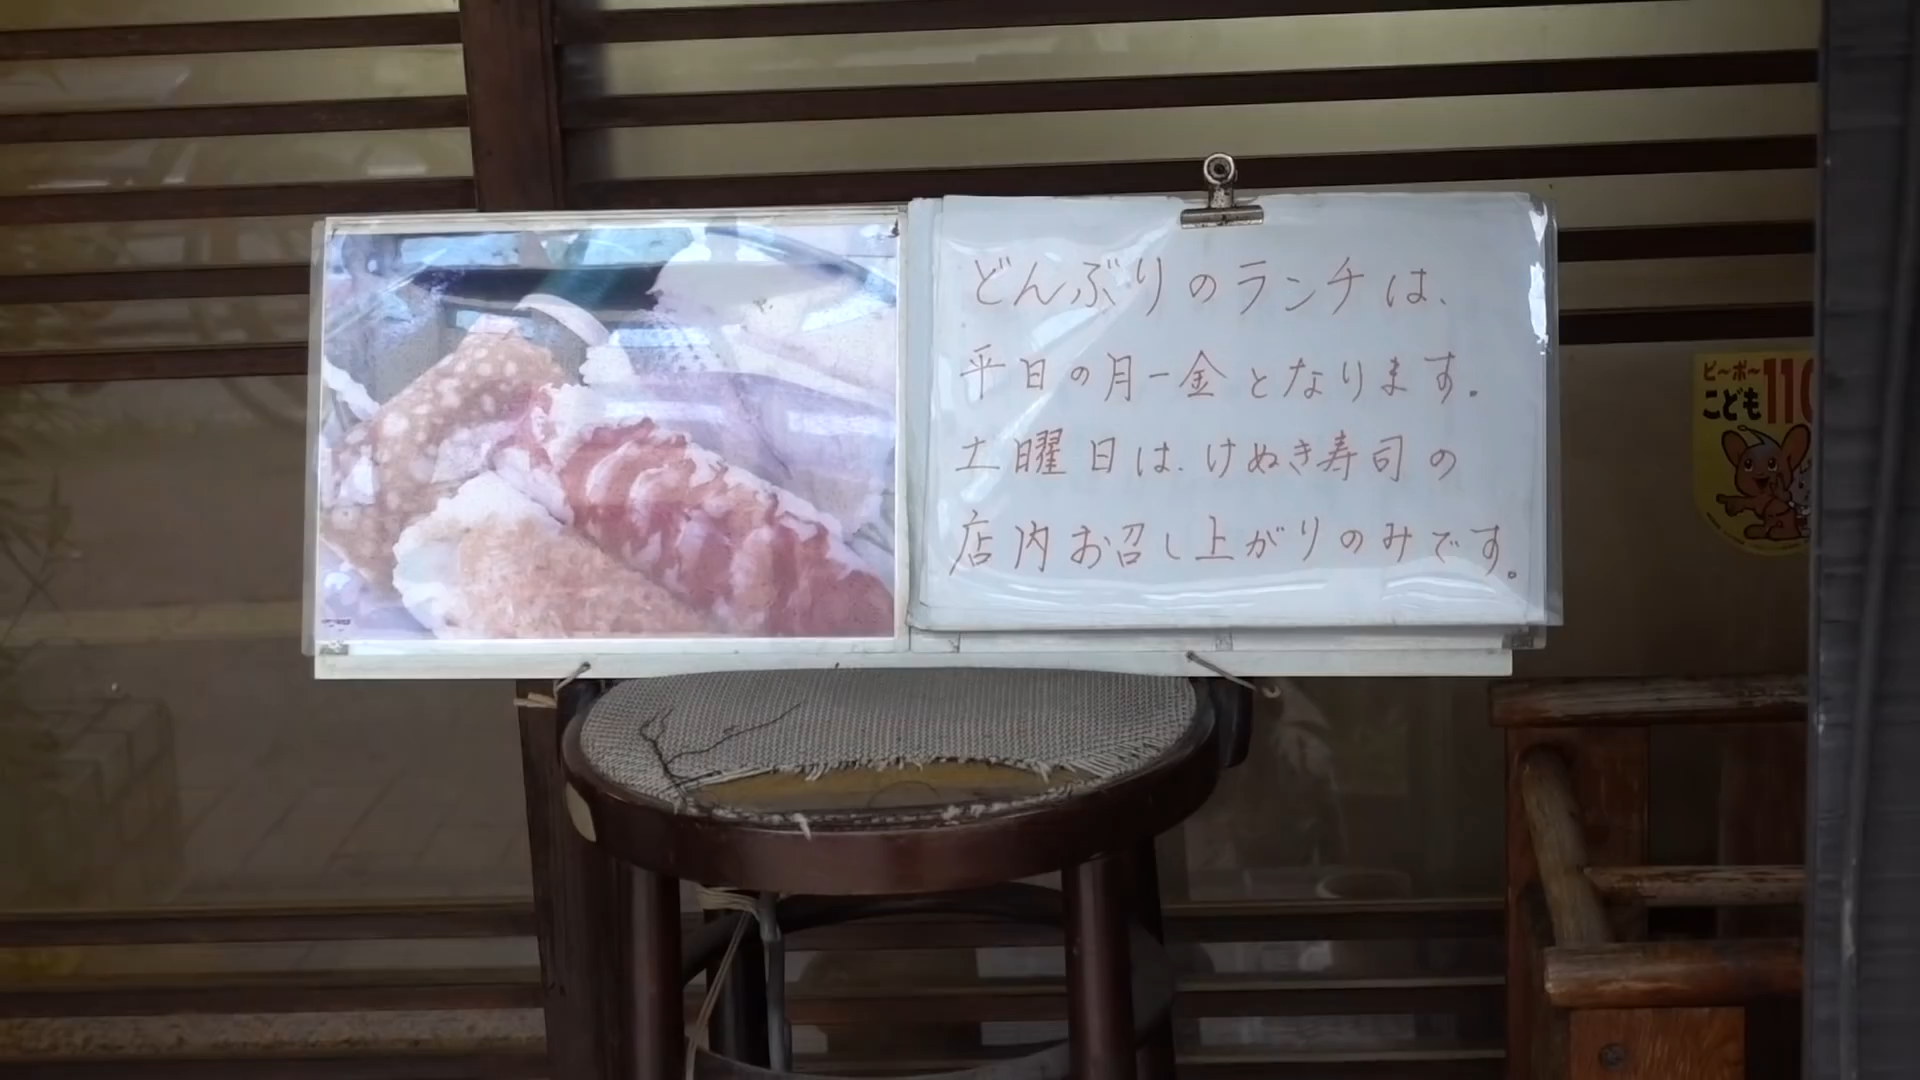 どんぶりのランチは、
平日の月ー金となります。
土曜日は、けぬき寿司の
店内お召し上がりのみです。
ピ〜ポ〜
こども110